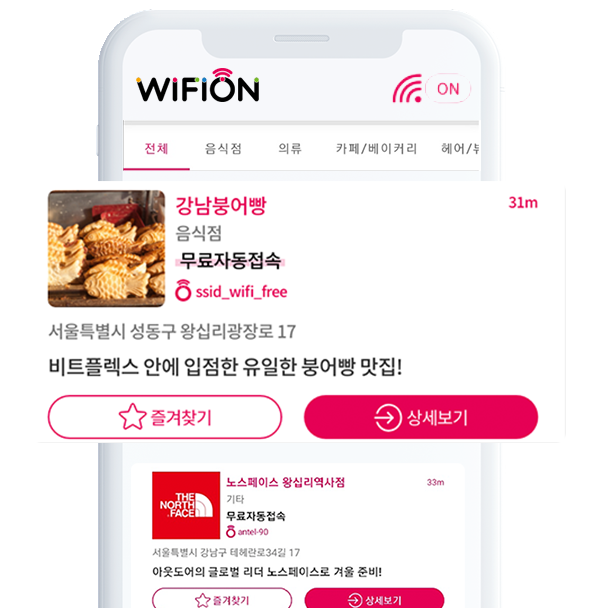 WiFiON
ON
전체 음식점 의류 카페/베이커리 헤어/뷰
강남붕어빵 31m
음식점
무료자동접속
ssid_wifi_free
서울특별시 성동구 왕십리광장로 17
비트플렉스 안에 입점한 유일한 붕어빵 맛집!
즐겨찾기 상세보기
THE
NORTH
FACE
노스페이스 왕십리역사점 33m
기타
무료자동접속
antel-90
서울특별시 강남구 테헤란로34길 17
아웃도어의 글로벌 리더 노스페이스로 겨울 준비!
즐겨찾기 상세보기